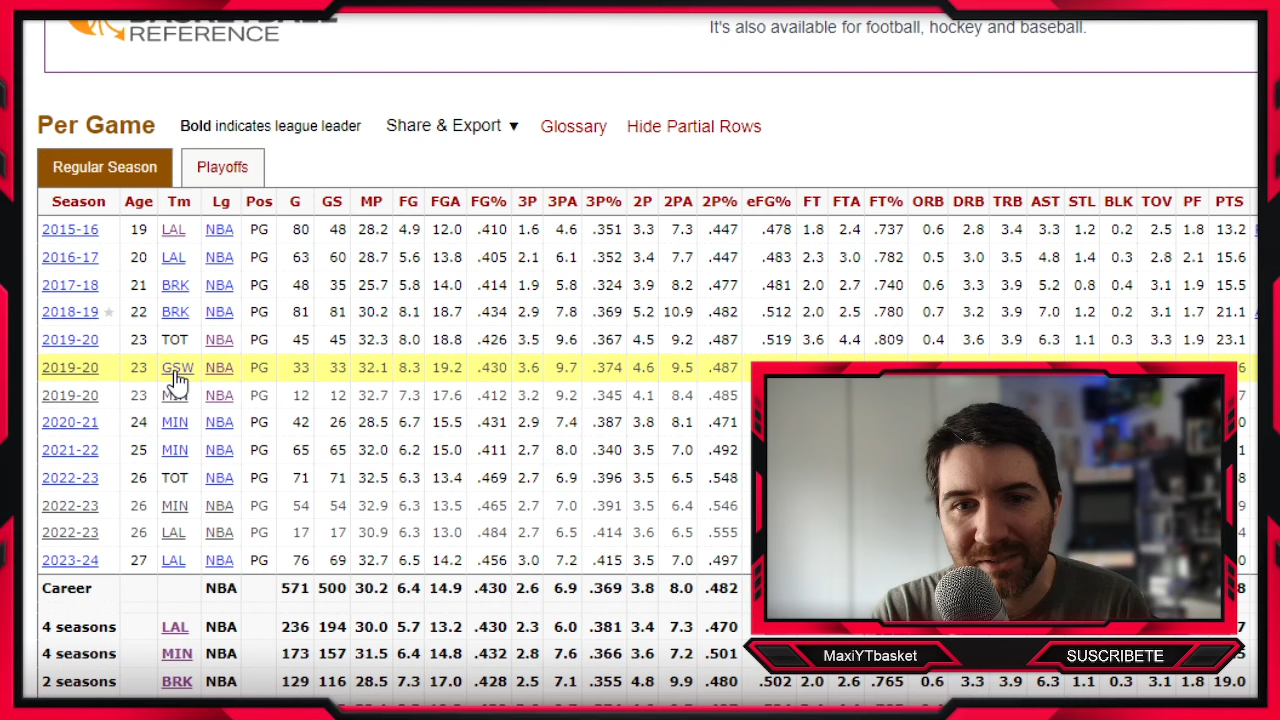 REFERENCE
It's also available for football, hockey and baseball.
Per Game Bold indicates league leader Share & Export ▼ Glossary Hide Partial Rows
Regular Season Playoffs
Season Age Tm Lg Pos G GS MP FG FGA FG% 3P 3PA 3P% 2P 2PA 2P% eFG% FT FTA FT% ORB DRB TRB AST STL BLK TOV PF PTS
2015-16 19 LAL NBA PG 80 48 28.2 4.9 12.0 .410 1.6 4.6 .351 3.3 7.3 .447 .478 1.8 2.4 .737 0.6 2.8 3.4 3.3 1.2 0.2 2.5 1.8 13.2
2016-17 20 LAL NBA PG 63 60 28.7 5.6 13.8 .405 2.1 6.1 .352 3.4 7.7 .447 .483 2.3 3.0 .782 0.5 3.0 3.5 4.8 1.4 0.3 2.8 2.1 15.6
2017-18 21 BRK NBA PG 48 35 25.7 5.8 14.0 .414 1.9 5.8 .324 3.9 8.2 .477 .481 2.0 2.7 .740 0.6 3.3 3.9 5.2 0.8 0.4 3.1 1.9 15.5
2018-19 ★ 22 BRK NBA PG 81 81 30.2 8.1 18.7 .434 2.9 7.8 .369 5.2 10.9 .482 .512 2.0 2.5 .780 0.7 3.2 3.9 7.0 1.2 0.2 3.1 1.7 21.1
2019-20 23 TOT NBA PG 45 45 32.3 8.0 18.8 .426 3.5 9.5 .367 4.5 9.2 .487 .519 3.6 4.4 .809 0.4 3.6 3.9 6.3 1.1 0.3 3.3 1.9 23.1
2019-20 23 GSW NBA PG 33 33 32.1 8.3 19.2 .430 3.6 9.7 .374 4.6 9.5 .487 6
2019-20 23 NBA PG 12 12 32.7 7.3 17.6 .412 3.2 9.2 .345 4.1 8.4 .485 7
2020-21 24 MIN NBA PG 42 26 28.5 6.7 15.5 .431 2.9 7.4 .387 3.8 8.1 .471 0
2021-22 25 MIN NBA PG 65 65 32.0 6.2 15.0 .411 2.7 8.0 .340 3.5 7.0 .492 1
2022-23 26 TOT NBA PG 71 71 32.5 6.3 13.4 .469 2.7 6.9 .396 3.5 6.5 .548
2022-23 26 MIN NBA PG 54 54 32.9 6.3 13.5 .465 2.7 7.0 .391 3.5 6.4 .546
2022-23 26 LAL NBA PG 17 17 30.9 6.3 13.0 .484 2.7 6.5 .414 3.6 6.5 .555
2023-24 27 LAL NBA PG 76 69 32.7 6.5 14.2 .456 3.0 7.2 .415 3.5 7.0 .497 0
Career NBA 571 500 30.2 6.4 14.9 .430 2.6 6.9 .369 3.8 8.0 .482 8
4 seasons LAL NBA 236 194 30.0 5.7 13.2 .430 2.3 6.0 .381 3.4 7.3 .470 7
4 seasons MIN NBA 173 157 31.5 6.4 14.8 .432 2.8 7.6 .366 3.6 7.2 .501 5
2 seasons BRK NBA 129 116 28.5 7.3 17.0 .428 2.5 7.1 .355 4.8 9.9 .480 .502 2.0 2.6 .765 0.6 3.3 3.9 6.3 1.1 0.3 3.1 1.8 19.0
MaxiYTbasket SUSCRIBETE